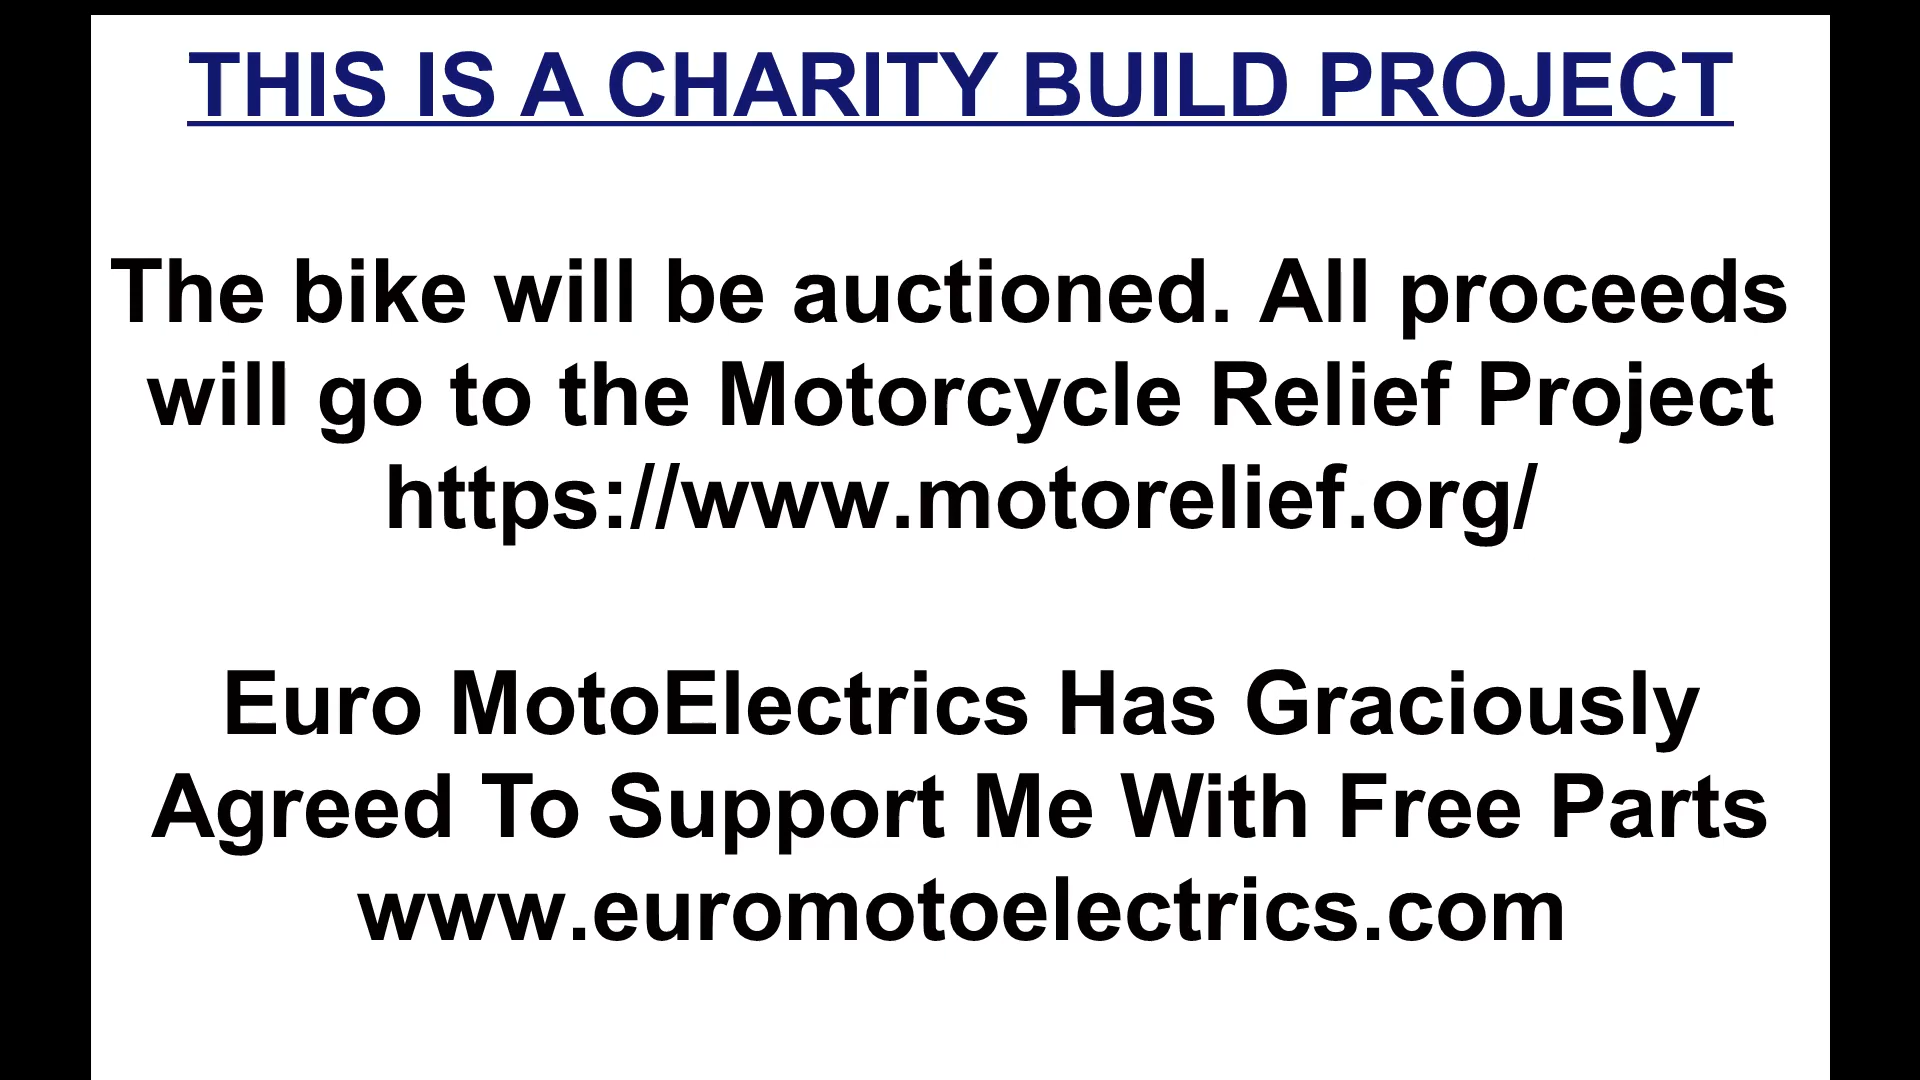 THIS IS A CHARITY BUILD PROJECT
The bike will be auctioned. All proceeds
will go to the Motorcycle Relief Project
https://www.motorelief.org/
Euro MotoElectrics Has Graciously
Agreed To Support Me With Free Parts
www.euromotoelectrics.com